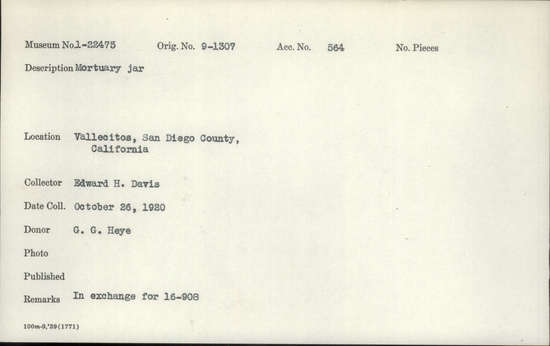 Museum No. 1-22475 Orig. No. 9-1307 Acc. No. 564 No. Pieces
Description Mortuary jar
Location Vallecitos, San Diego County,
California
Collector Edward H. Davis
Date Coll. October 26, 1920
Donor G. G. Heye
Photo
Published
Remarks In exchange for 16-908
100m-9,'39(1771)